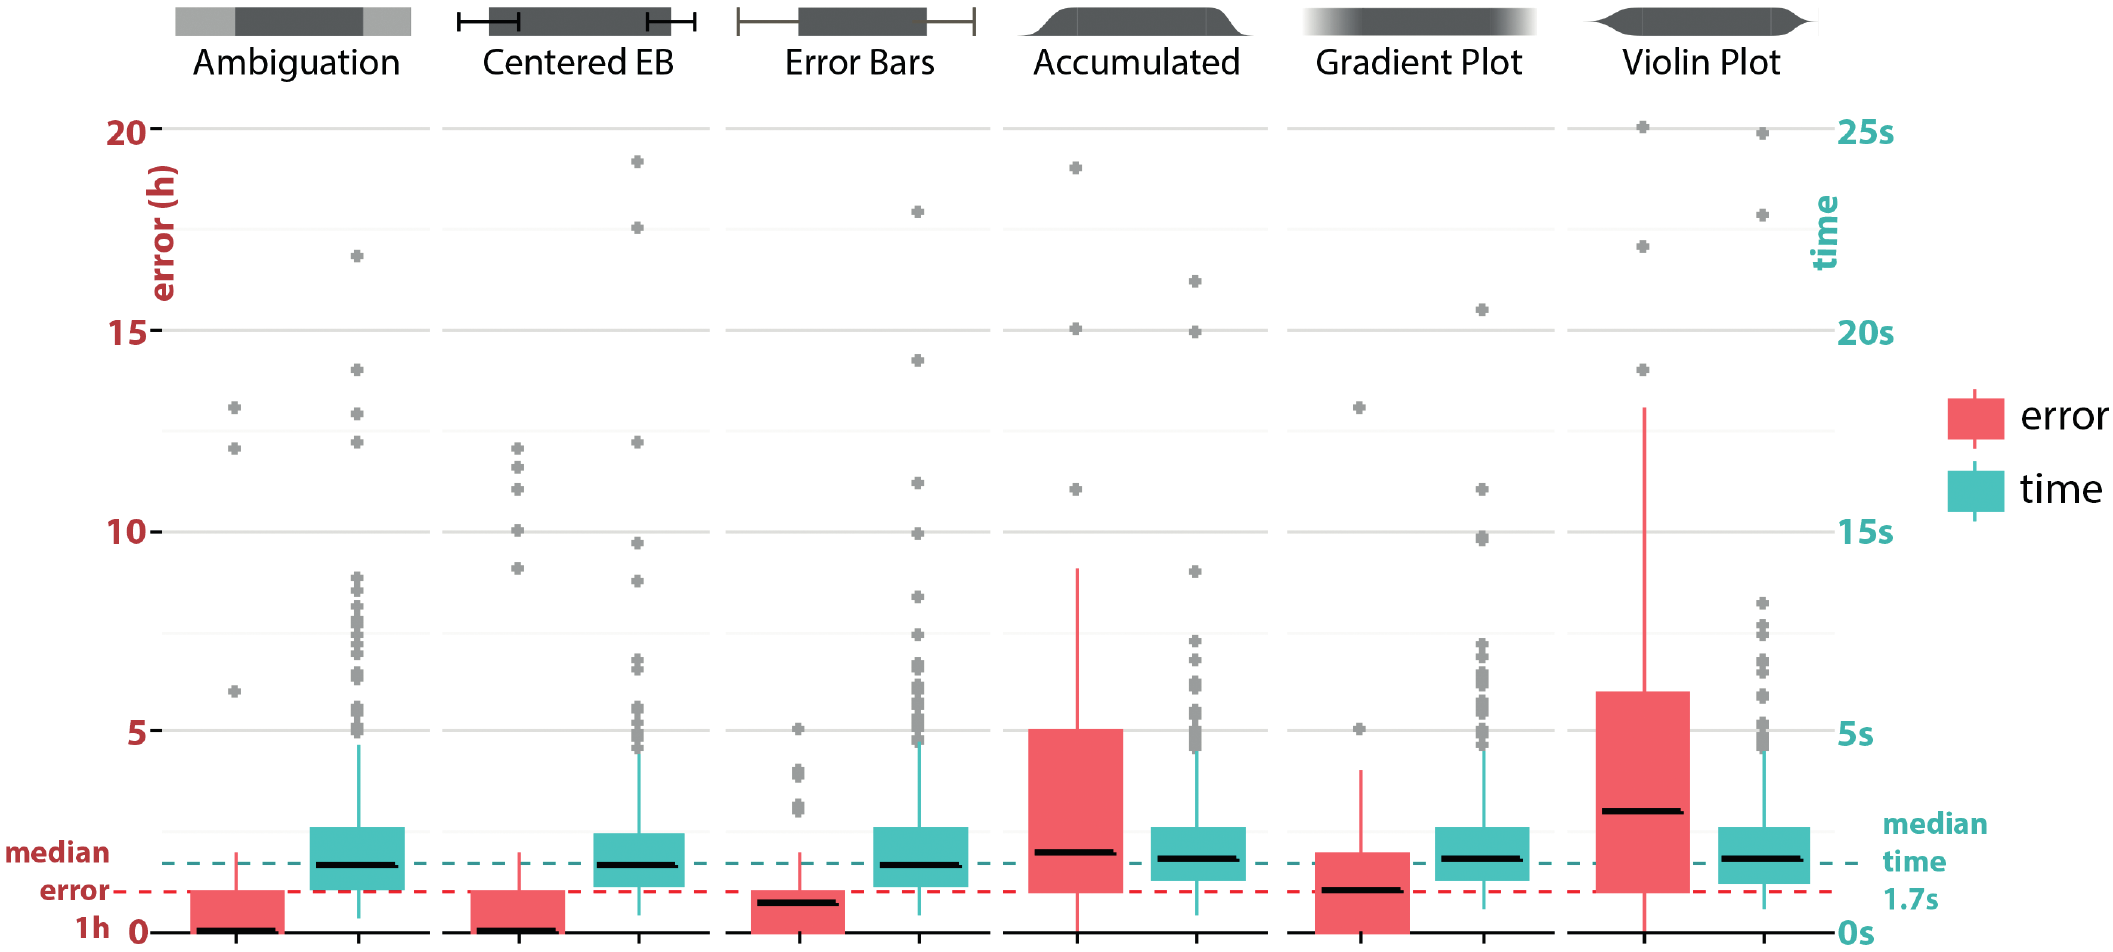 Ambiguation Centered EB Error Bars Accumulated Gradient Plot Violin Plot
20 25s
error (h) time
15 20s
error
time
10 15s
5 5s
median
error
1h
median
time
1.7s
0 0s